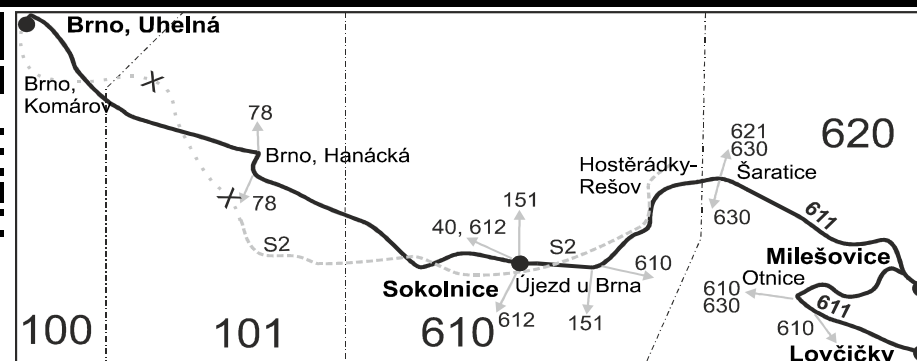 Brno, Uhelná
Brno,
Komárov
78
Brno, Hanácká
78
S2
100
101
151
40, 612
S2
Sokolnice
Újezd u Brna
610
612
151
610
Hostěrádky-
Rešov
621
630
620
Šaratice
630
611
Milešovice
610
630
Otnice
611
610
Lovčičky